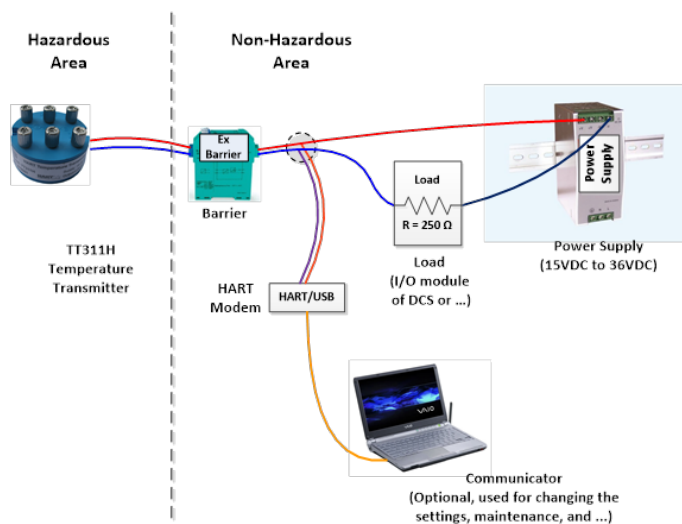 Hazardous
Area
Non-Hazardous
Area
Ex
Barrier
Barrier
TT311H
Temperature
Transmitter
Load
R = 250 Ω
Load
(I/O module
of DCS or ...)
Power
Supply
Power Supply
(15VDC to 36VDC)
HART
Modem
HART/USB
VAIO
Communicator
(Optional, used for changing the
settings, maintenance, and ...)